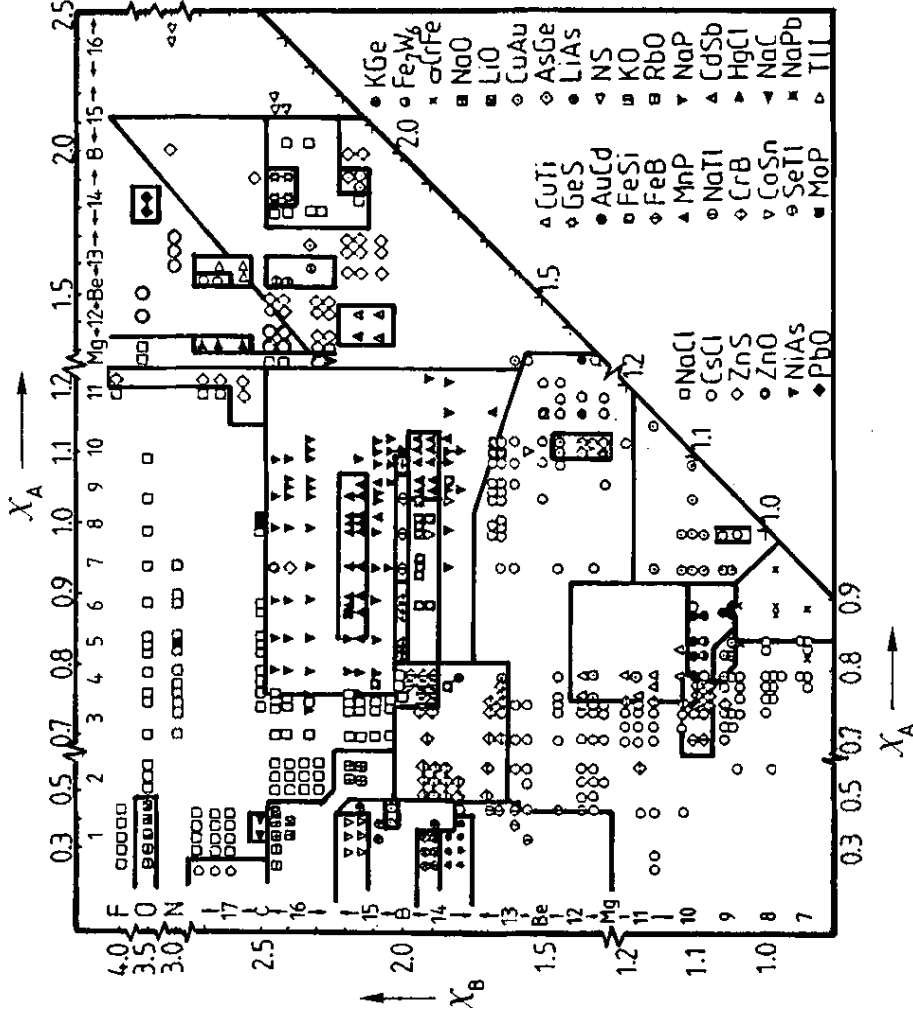 X_A
0.3 0.5 0.7 0.8 0.9 1.0 1.1 1.2 1.5 2.0 2.5
1 2 3 4 5 6 7 8 9 10 11 Mg 12 Be 13 14 B 15 16
X_B
4.0 F
3.5 O
3.0 N
17
2.5 C
16
15
2.0 B
14
13
1.5 Be
12
1.2 Mg
11
1.1 10
9
1.0 8
7
2.0
1.5
1.2
1.1
1.0
NaCl
CsCl
ZnS
ZnO
NiAs
PbO
CuTi
GeS
AuCd
FeSi
FeB
MnP
NaTl
CrB
CoSn
SeTl
MoP
KGe
Fe7W6
σCrFe
NaO
LiO
CuAu
AsGe
LiAs
NS
KO
RbO
NaP
CdSb
HgCl
NaC
NaPb
TlI
0.3 0.5 0.7 0.8 0.9
X_A